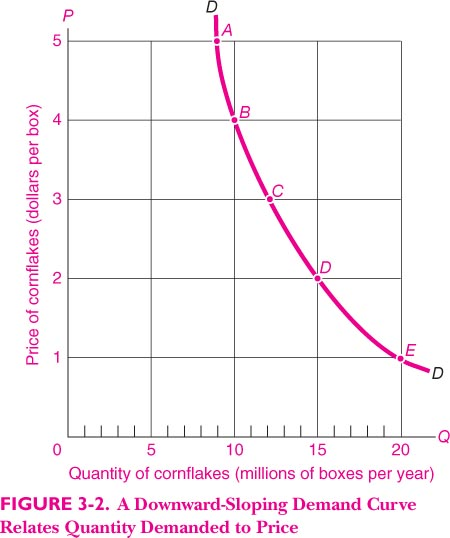 D
P
5
A
4
B
3
C
2
D
1
E
D
Price of cornflakes (dollars per box)
0
5
10
15
20
Q
Quantity of cornflakes (millions of boxes per year)
FIGURE 3-2. A Downward-Sloping Demand Curve
Relates Quantity Demanded to Price